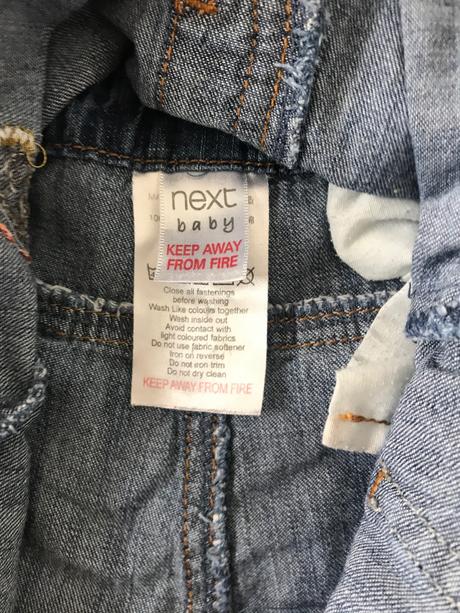 next
baby
KEEP AWAY
FROM FIRE
Close all fastenings
before washing
Wash Like colours together
Wash inside out
Avoid contact with
light coloured fabrics
Do not use fabric softener
Iron on reverse
Do not iron trim
Do not dry clean
KEEP AWAY FROM FIRE